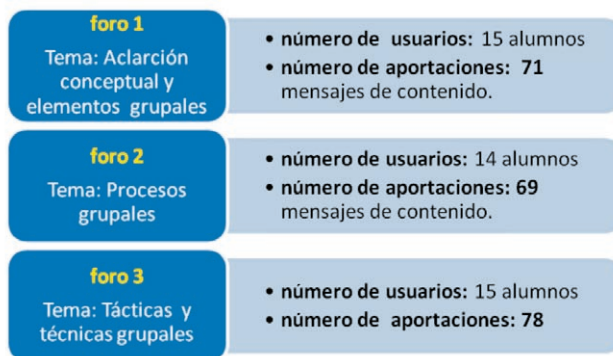 foro 1
Tema: Aclarción
conceptual y
elementos grupales
• número de usuarios: 15 alumnos
• número de aportaciones: 71
mensajes de contenido.
foro 2
Tema: Procesos
grupales
• número de usuarios: 14 alumnos
• número de aportaciones: 69
mensajes de contenido.
foro 3
Tema: Tácticas y
técnicas grupales
• número de usuarios: 15 alumnos
• número de aportaciones: 78